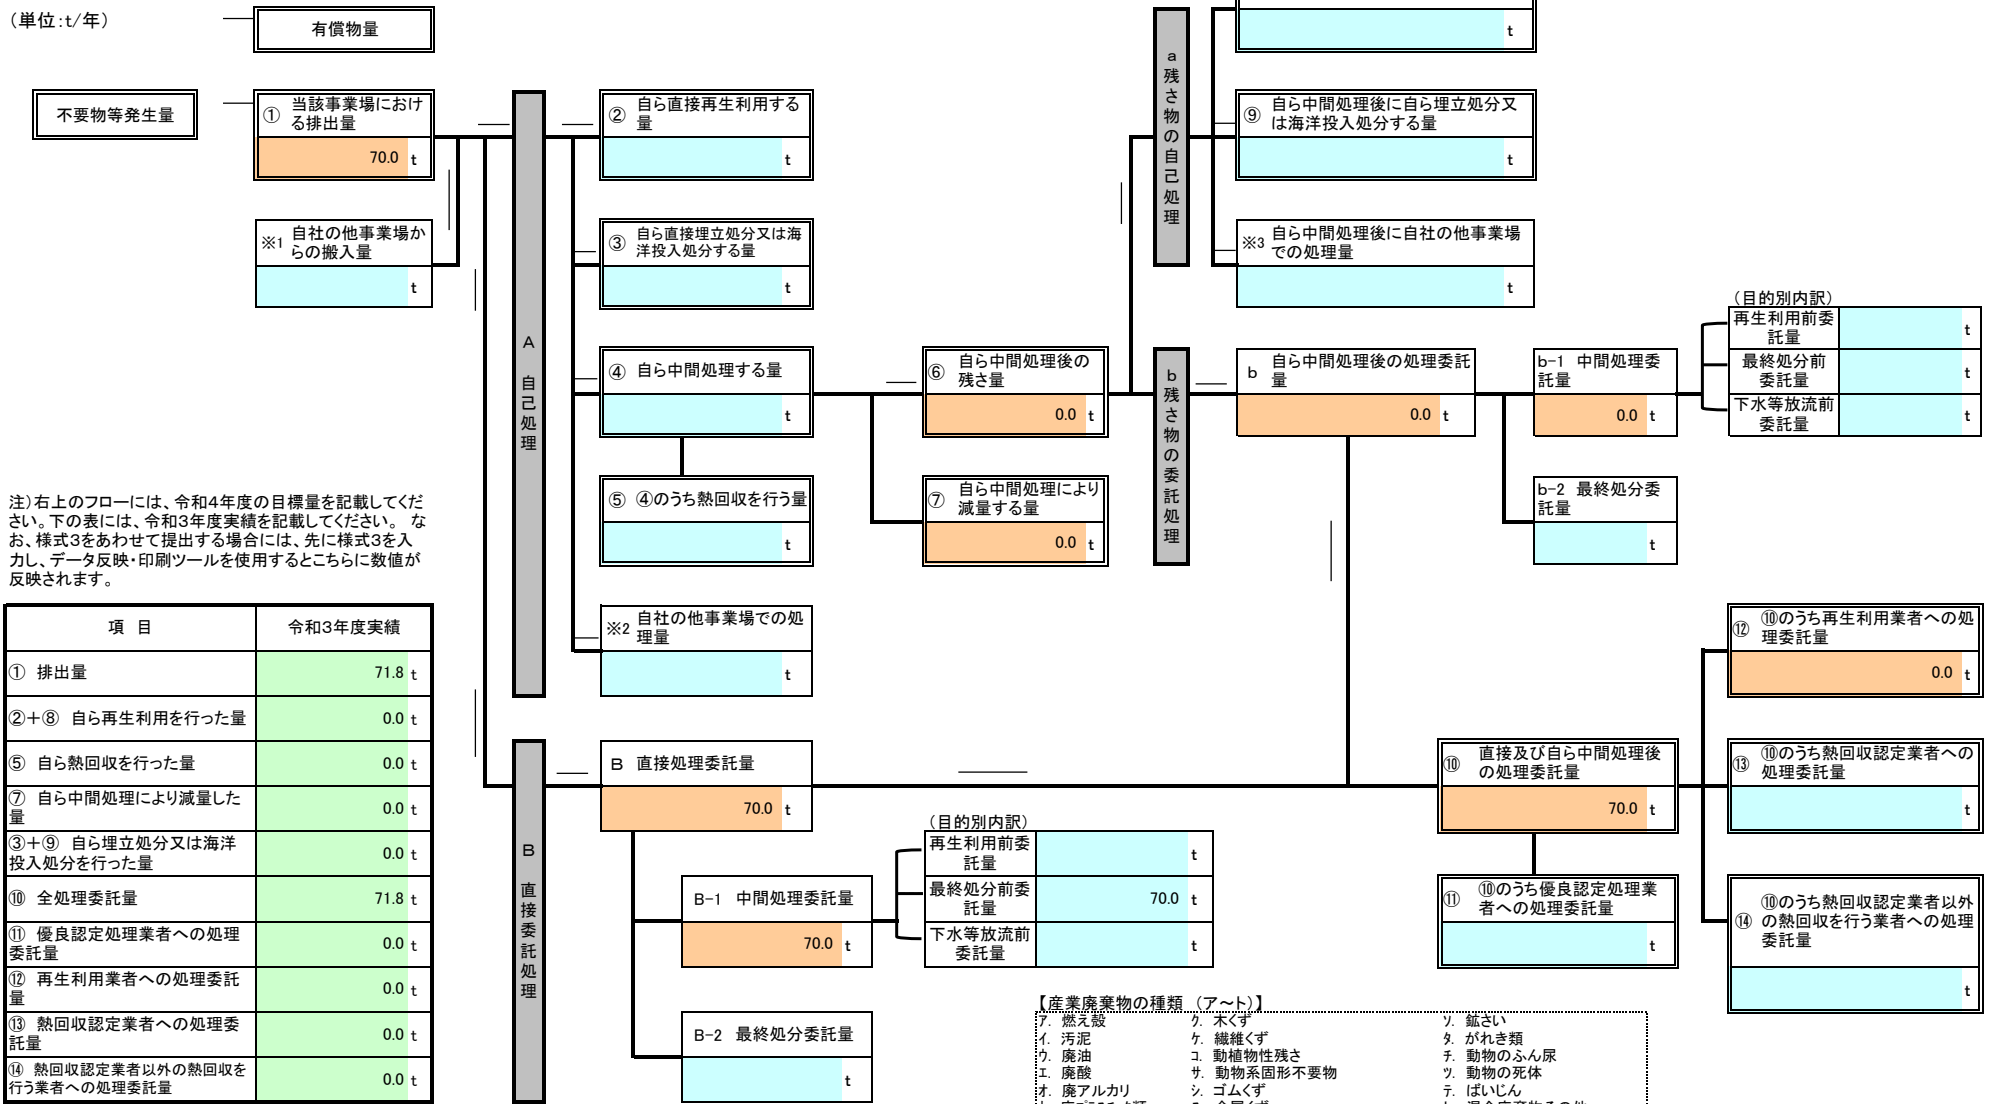 （単位:t/年）
有償物量
t
不要物等発生量
① 当該事業場におけ
る排出量
70.0 t
※1 自社の他事業場か
らの搬入量
t
A 自己処理
② 自ら直接再生利用する
量
t
③ 自ら直接埋立処分又は海
洋投入処分する量
t
④ 自ら中間処理する量
t
⑤ ④のうち熱回収を行う量
t
※2 自社の他事業場での処
理量
t
⑥ 自ら中間処理後の
残さ量
0.0 t
⑦ 自ら中間処理により
減量する量
0.0 t
a残さ物の自己処理
⑨ 自ら中間処理後に自ら埋立処分又
は海洋投入処分する量
t
※3 自ら中間処理後に自社の他事業場
での処理量
t
b残さ物の委託処理
b 自ら中間処理後の処理委託
量
0.0 t
b-1 中間処理委
託量
0.0 t
b-2 最終処分委
託量
t
（目的別内訳）
再生利用前委
託量
t
最終処分前
委託量
t
下水等放流前
委託量
t
注）右上のフローには、令和4年度の目標量を記載してくだ
さい。下の表には、令和3年度実績を記載してください。 な
お、様式3をあわせて提出する場合には、先に様式3を入
力し、データ反映・印刷ツールを使用するとこちらに数値が
反映されます。
項 目 令和3年度実績
① 排出量 71.8 t
②＋⑧ 自ら再生利用を行った量 0.0 t
⑤ 自ら熱回収を行った量 0.0 t
⑦ 自ら中間処理により減量した
量 0.0 t
③＋⑨ 自ら埋立処分又は海洋
投入処分を行った量 0.0 t
⑩ 全処理委託量 71.8 t
⑪ 優良認定処理業者への処理
委託量 0.0 t
⑫ 再生利用業者への処理委託
量 0.0 t
⑬ 熱回収認定業者への処理委
託量 0.0 t
⑭ 熱回収認定業者以外の熱回収を
行う業者への処理委託量 0.0 t
B 直接委託処理
B 直接処理委託量
70.0 t
B-1 中間処理委託量
70.0 t
B-2 最終処分委託量
t
（目的別内訳）
再生利用前委
託量
t
最終処分前委
託量
70.0 t
下水等放流前
委託量
t
⑩ 直接及び自ら中間処理後
の処理委託量
70.0 t
⑪ ⑩のうち優良認定処理業
者への処理委託量
t
⑫ ⑩のうち再生利用業者への処
理委託量
0.0 t
⑬ ⑩のうち熱回収認定業者への
処理委託量
t
⑭ ⑩のうち熱回収認定業者以外
の熱回収を行う業者への処理
委託量
t
【産業廃棄物の種類 （ア〜ト）】
ｱ. 燃え殻 ｸ. 木くず ｿ. 鉱さい
ｲ. 汚泥 ｹ. 繊維くず ﾀ. がれき類
ｳ. 廃油 ｺ. 動植物性残さ ﾁ. 動物のふん尿
ｴ. 廃酸 ｻ. 動物系固形不要物 ﾂ. 動物の死体
ｵ. 廃アルカリ ｼ. ゴムくず ﾃ. ばいじん